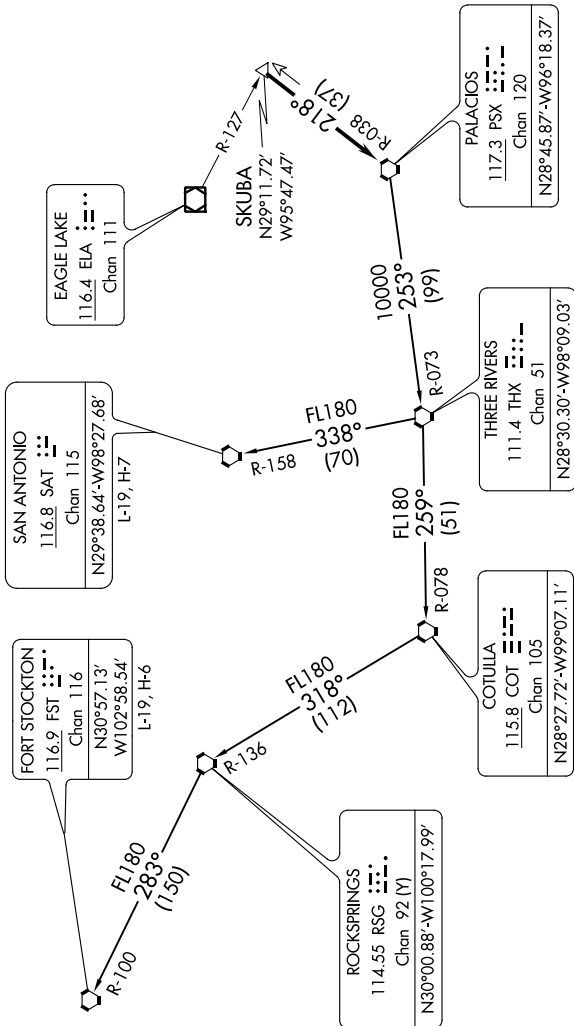 FORT STOCKTON
116.9 FST
Chan 116
N30°57.13'
W102°58.54'
L-19, H-6
SAN ANTONIO
116.8 SAT
Chan 115
N29°38.64'-W98°27.68'
L-19, H-7
EAGLE LAKE
116.4 ELA
Chan 111
R-127
SKUBA
N29°11.72'
W95°47.47'
218°
(37)
R-038
PALACIOS
117.3 PSX
Chan 120
N28°45.87'-W96°18.37'
10000
253°
(99)
R-073
THREE RIVERS
111.4 THX
Chan 51
N28°30.30'-W98°09.03'
FL180
338°
(70)
R-158
FL180
259°
(51)
R-078
COTULLA
115.8 COT
Chan 105
N28°27.72'-W99°07.11'
FL180
318°
(112)
R-136
ROCKSPRINGS
114.55 RSG
Chan 92 (Y)
N30°00.88'-W100°17.99'
FL180
283°
(150)
R-100